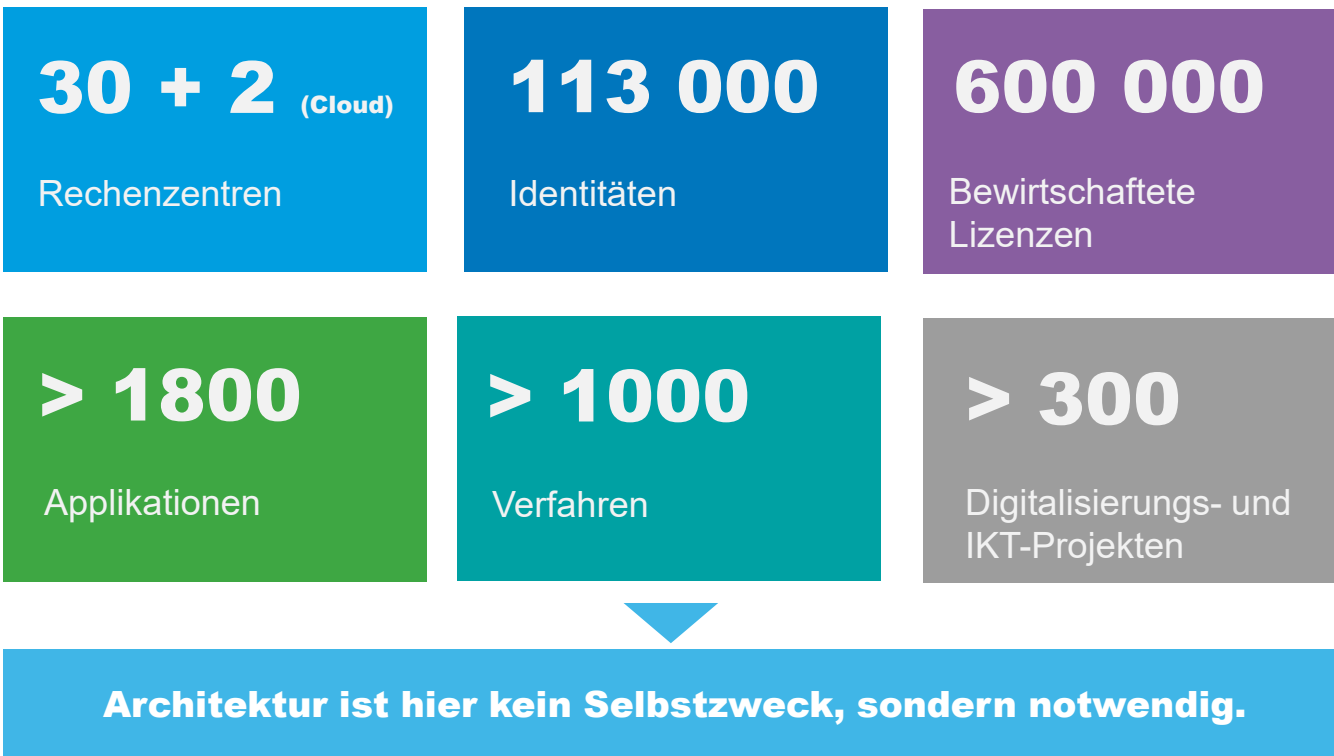 30 + 2 (Cloud)
Rechenzentren
113 000
Identitäten
600 000
Bewirtschaftete
Lizenzen
> 1800
Applikationen
> 1000
Verfahren
> 300
Digitalisierungs- und
IKT-Projekten
Architektur ist hier kein Selbstzweck, sondern notwendig.